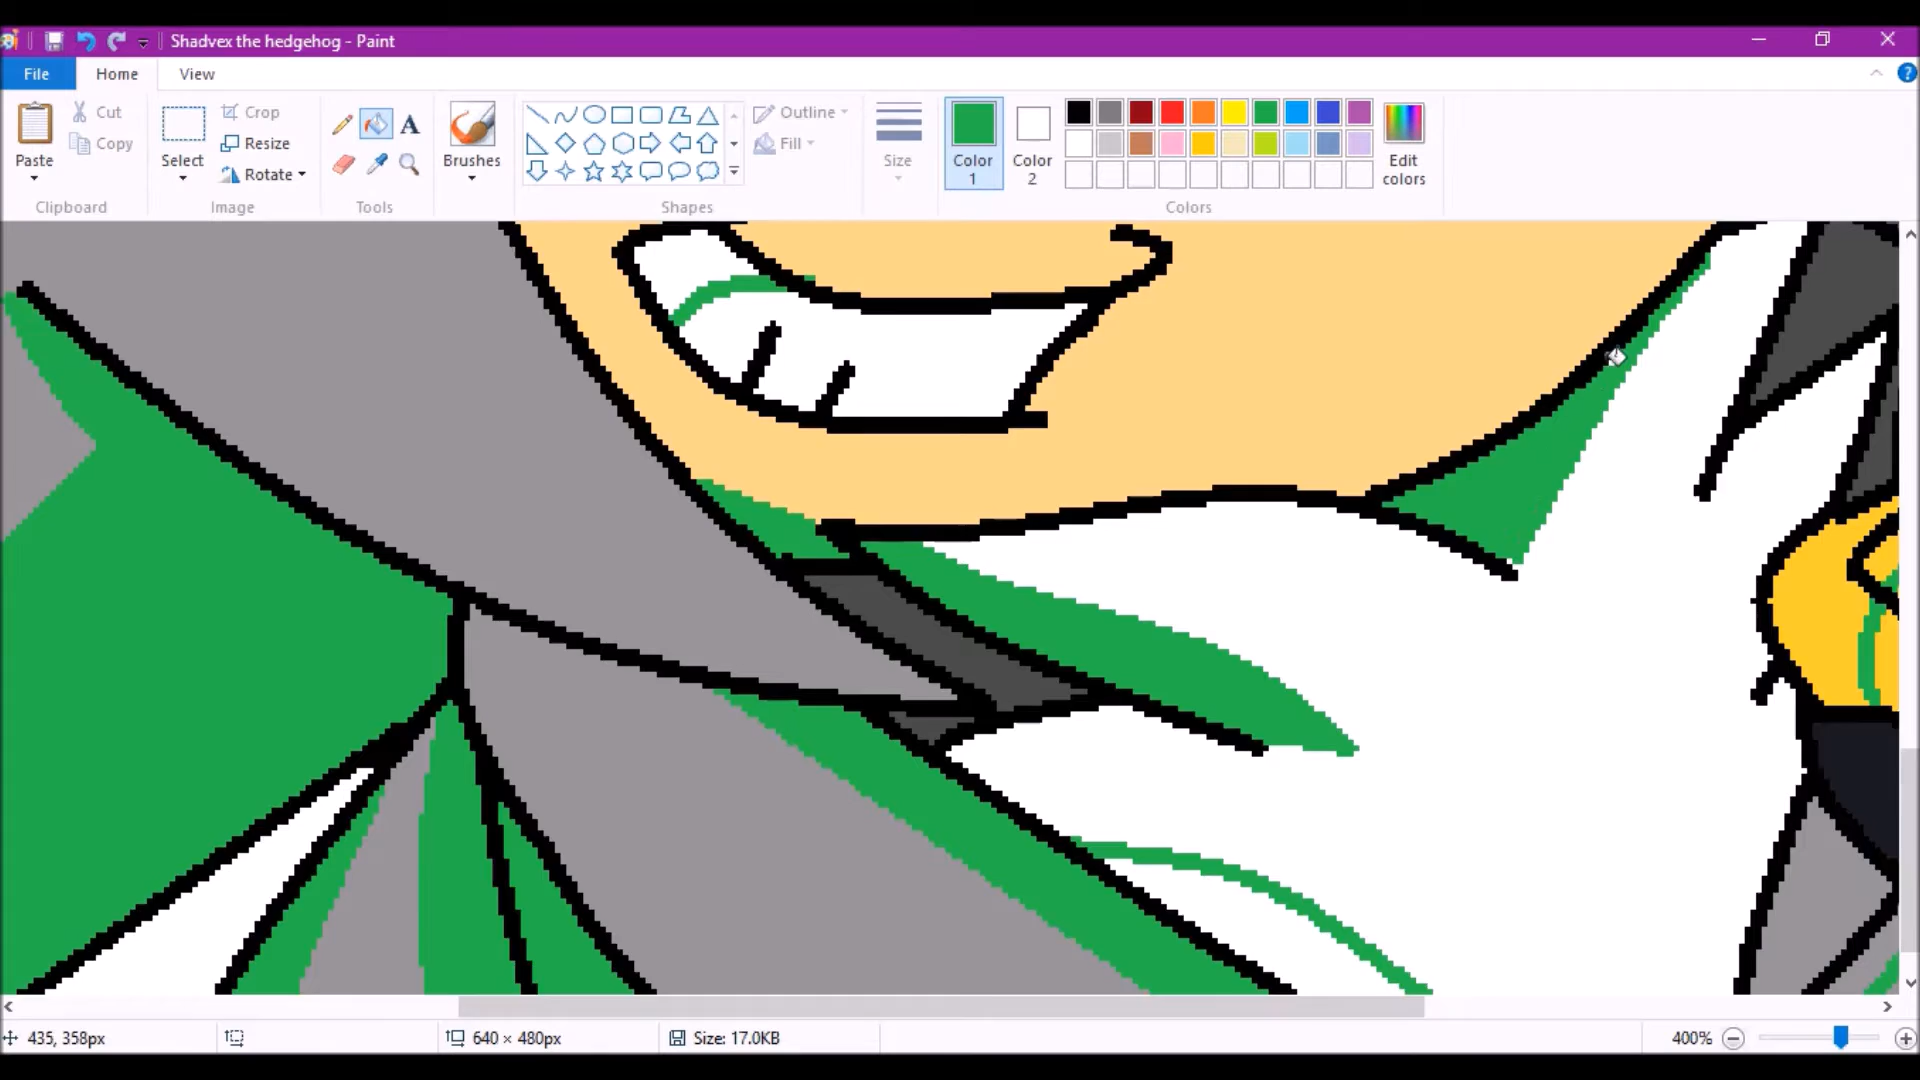 Shadvex the hedgehog - Paint
File Home View
Paste
Cut
Copy
Clipboard
Select
Crop
Resize
Rotate
Image
A
Tools
Brushes
Shapes
Outline
Fill
Size
Color 1
Color 2
Edit colors
Colors
435, 358px
640 × 480px
Size: 17.0KB
400%